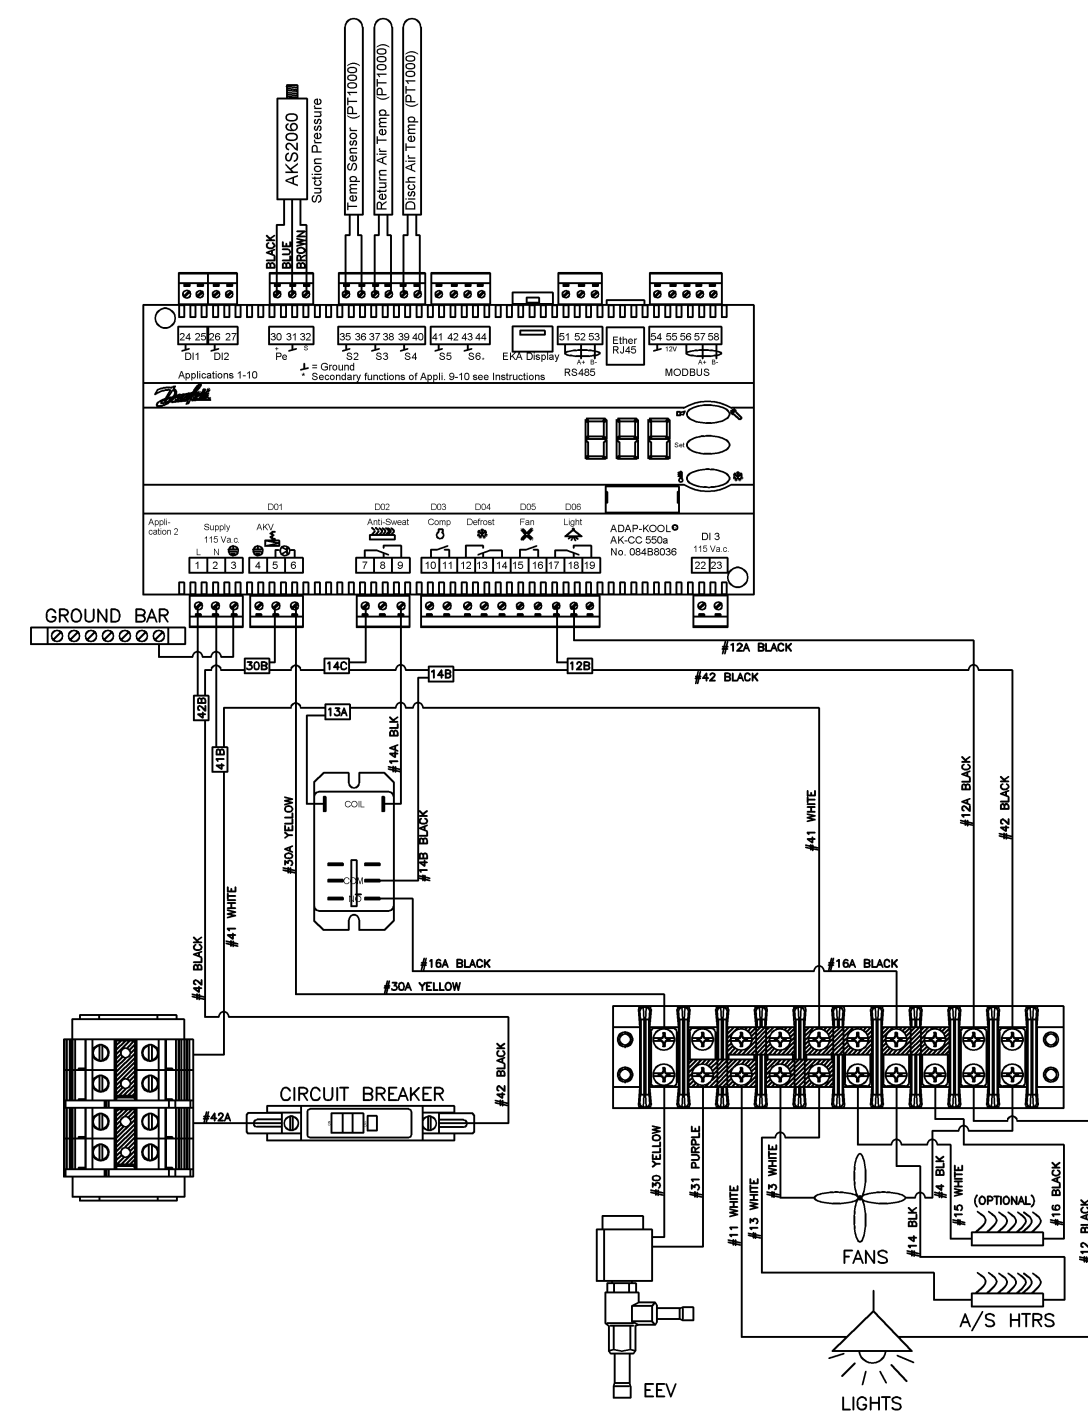 AKS2060
Suction Pressure
Temp Sensor (PT1000)
Return Air Temp (PT1000)
Disch Air Temp (PT1000)
BLACK
BLUE
BROWN
24 25 26 27
30 31 32
35 36 37 38 39 40
41 42 43 44
51 52 53
Ether
RJ45
54 55 56 57 58
DI1 DI2
+ S
Pe
S2 S3 S4
S5 S6.
EKA Display
A+ B-
RS485
12V A+ B-
MODBUS
Applications 1-10
= Ground
* Secondary functions of Appli. 9-10 see Instructions
Danfoss
Set
D01 D02 D03 D04 D05 D06
Appli-
cation 2
Supply
115 Va.c.
L N
AKV
Anti-Sweat
Comp
Defrost
Fan
Light
ADAP-KOOL®
AK-CC 550a
No. 084B8036
DI 3
115 Va.c.
1 2 3
4 5 6
7 8 9
10 11 12 13 14 15 16 17 18 19
22 23
GROUND BAR
30B
14C
14B
12B
#12A BLACK
#42 BLACK
42B
13A
41B
#14A BLK
COIL
#30A YELLOW
#14B BLACK
COM
NO
#41 WHITE
#12A BLACK
#42 BLACK
#41 WHITE
#42 BLACK
#16A BLACK
#16A BLACK
#30A YELLOW
#42 BLACK
CIRCUIT BREAKER
#42A
#30 YELLOW
#31 PURPLE
#11 WHITE
#13 WHITE
#3 WHITE
#4 BLK
#15 WHITE
(OPTIONAL)
#16 BLACK
#14 BLK
#12 BLACK
FANS
A/S HTRS
EEV
LIGHTS